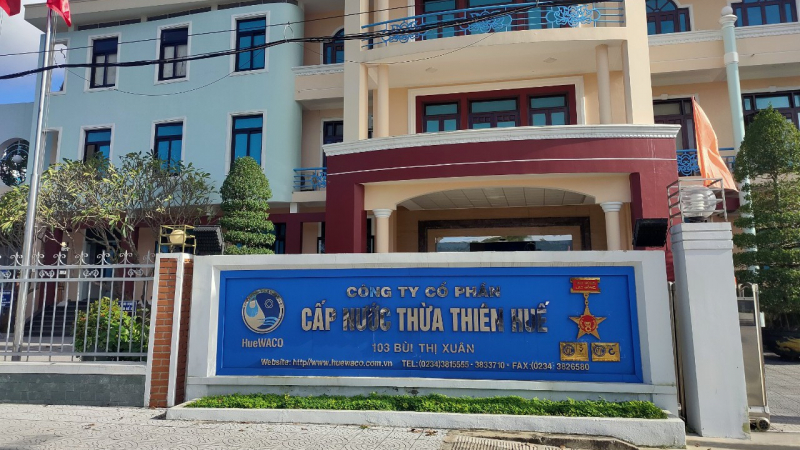 CÔNG TY CỔ PHẦN
CẤP NƯỚC THỪA THIÊN HUẾ
HueWACO
103 BÙI THỊ XUÂN
Website: http//www.huewaco.com.vn TEL:(0234)3815555 - 3833710 - FAX:(0234) 3826580